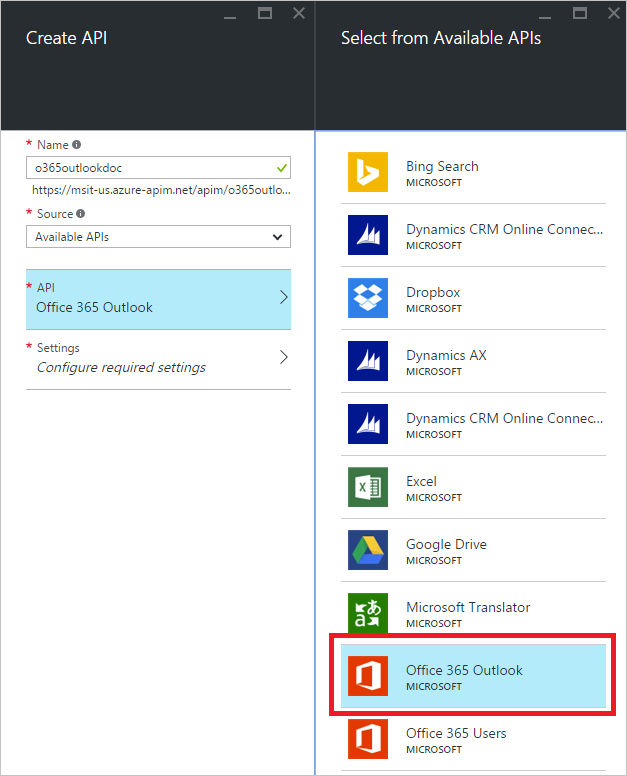 Create API
* Name
o365outlookdoc
https://msit-us.azure-apim.net/apim/o365outlo...
* Source
Available APIs
* API
Office 365 Outlook
* Settings
Configure required settings
Select from Available APIs
Bing Search
MICROSOFT
Dynamics CRM Online Connec...
MICROSOFT
Dropbox
MICROSOFT
Dynamics AX
MICROSOFT
Dynamics CRM Online Connec...
MICROSOFT
Excel
MICROSOFT
Google Drive
MICROSOFT
Microsoft Translator
MICROSOFT
Office 365 Outlook
MICROSOFT
Office 365 Users
MICROSOFT